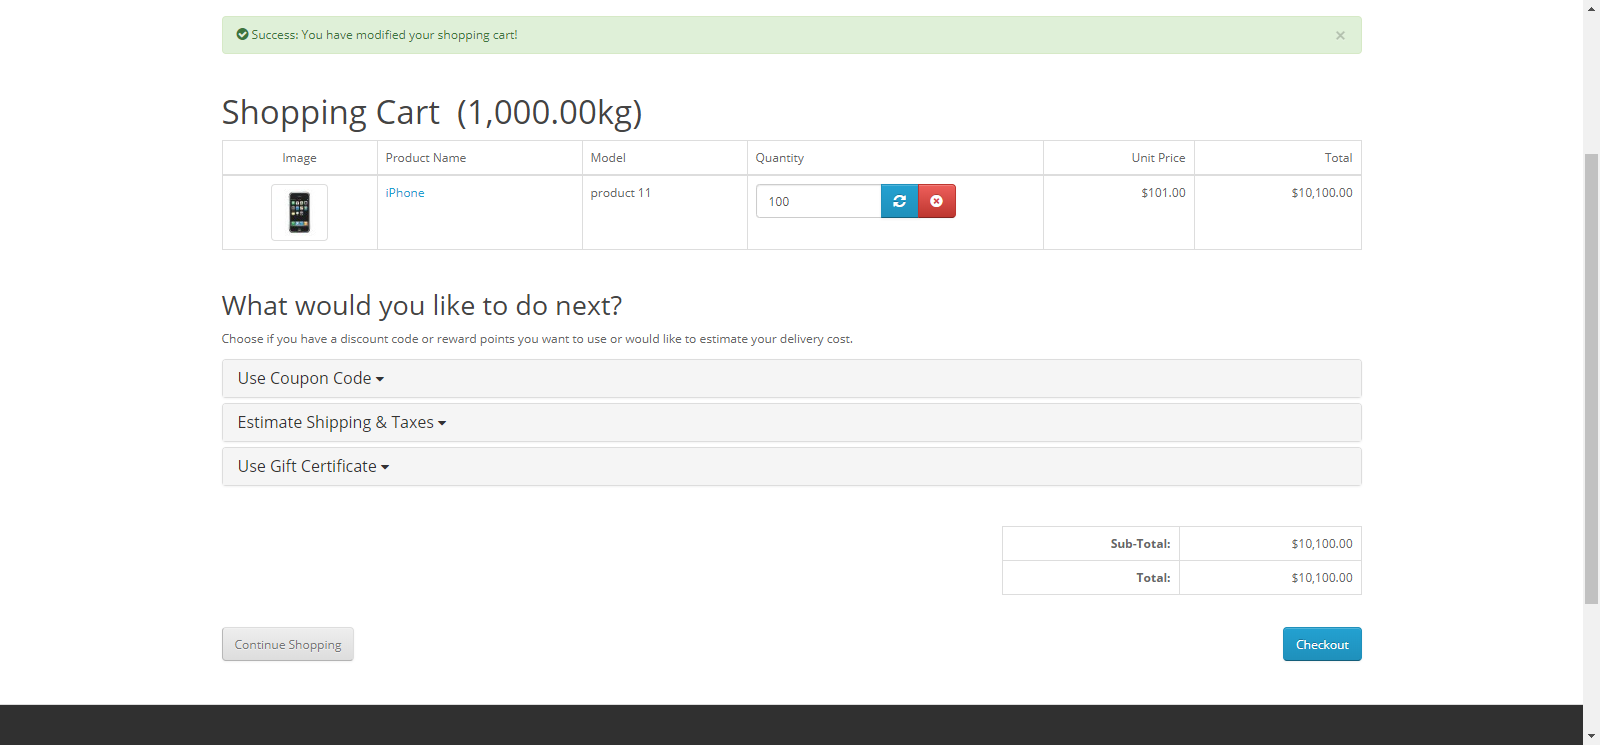 Success: You have modified your shopping cart! ×
Shopping Cart (1,000.00kg)
Image Product Name Model Quantity Unit Price Total
iPhone product 11 100 $101.00 $10,100.00
What would you like to do next?
Choose if you have a discount code or reward points you want to use or would like to estimate your delivery cost.
Use Coupon Code
Estimate Shipping & Taxes
Use Gift Certificate
Sub-Total: $10,100.00
Total: $10,100.00
Continue Shopping Checkout